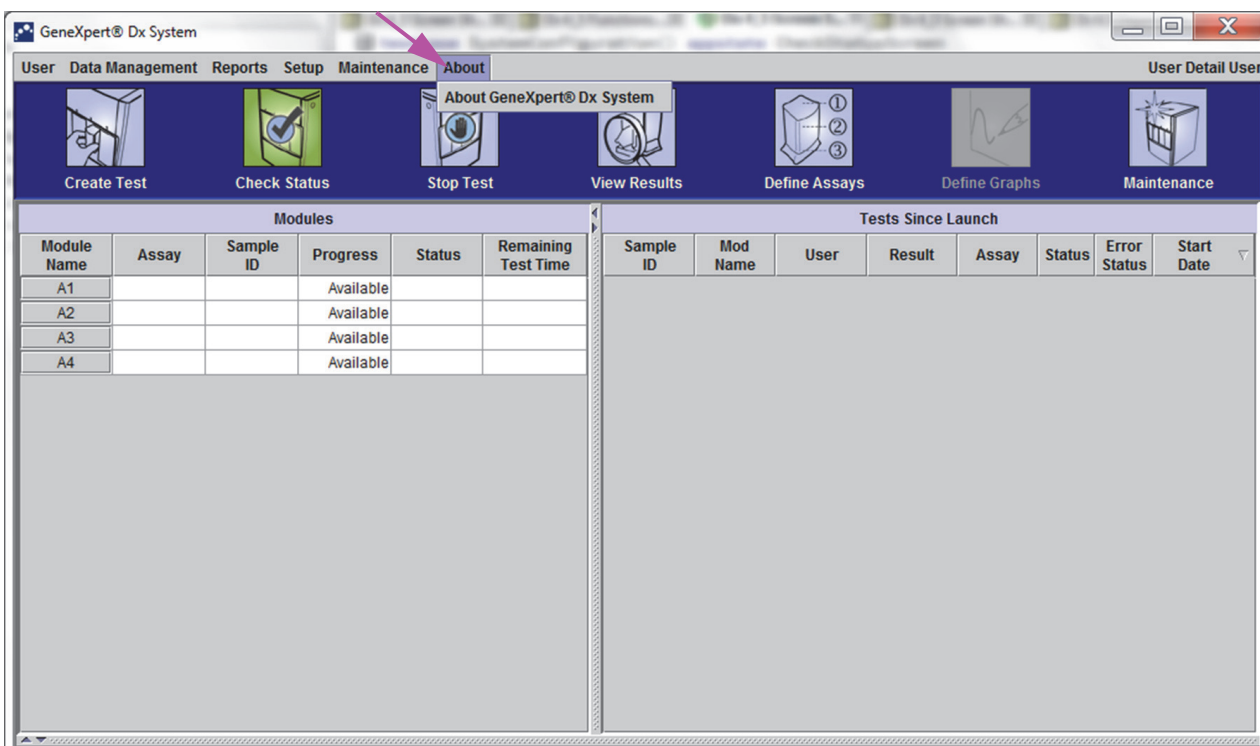 GeneXpert® Dx System
User Data Management Reports Setup Maintenance About User Detail User
About GeneXpert® Dx System
Create Test Check Status Stop Test View Results Define Assays Define Graphs Maintenance
① ② ③
Modules
Module Name Assay Sample ID Progress Status Remaining Test Time
A1 Available
A2 Available
A3 Available
A4 Available
Tests Since Launch
Sample ID Mod Name User Result Assay Status Error Status Start Date